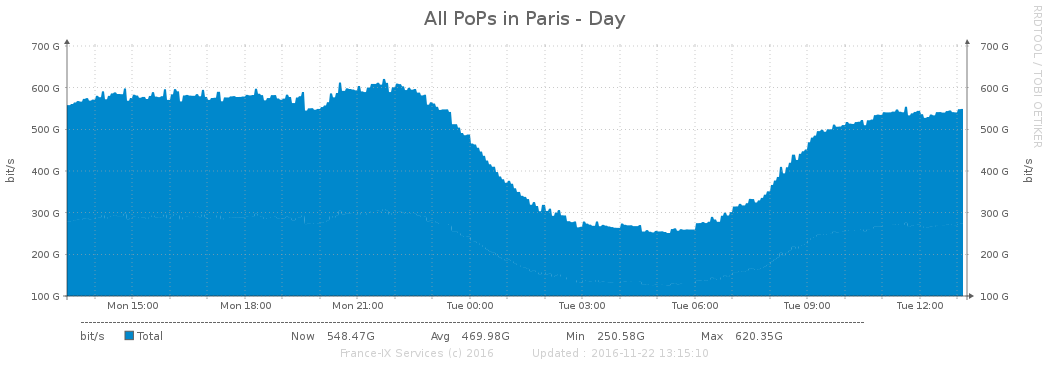 All PoPs in Paris - Day
RRDTOOL / TOBI OETIKER
700 G 700 G
600 G 600 G
500 G 500 G
400 G 400 G
300 G 300 G
200 G 200 G
100 G 100 G
bit/s bit/s
Mon 15:00 Mon 18:00 Mon 21:00 Tue 00:00 Tue 03:00 Tue 06:00 Tue 09:00 Tue 12:00
bit/s Total Now 548.47G Avg 469.98G Min 250.58G Max 620.35G
France-IX Services (c) 2016 Updated : 2016-11-22 13:15:10